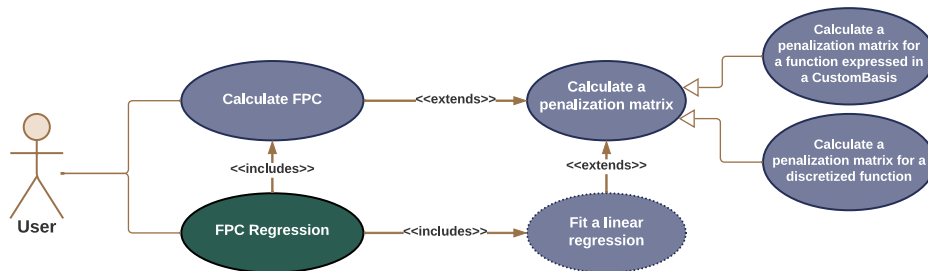 Calculate a
penalization matrix for
a function expressed in
a CustomBasis
Calculate FPC
<<extends>>
Calculate a
penalization matrix
Calculate a
penalization matrix for a
discretized function
<<includes>>
<<extends>>
User
FPC Regression
<<includes>>
Fit a linear
regression